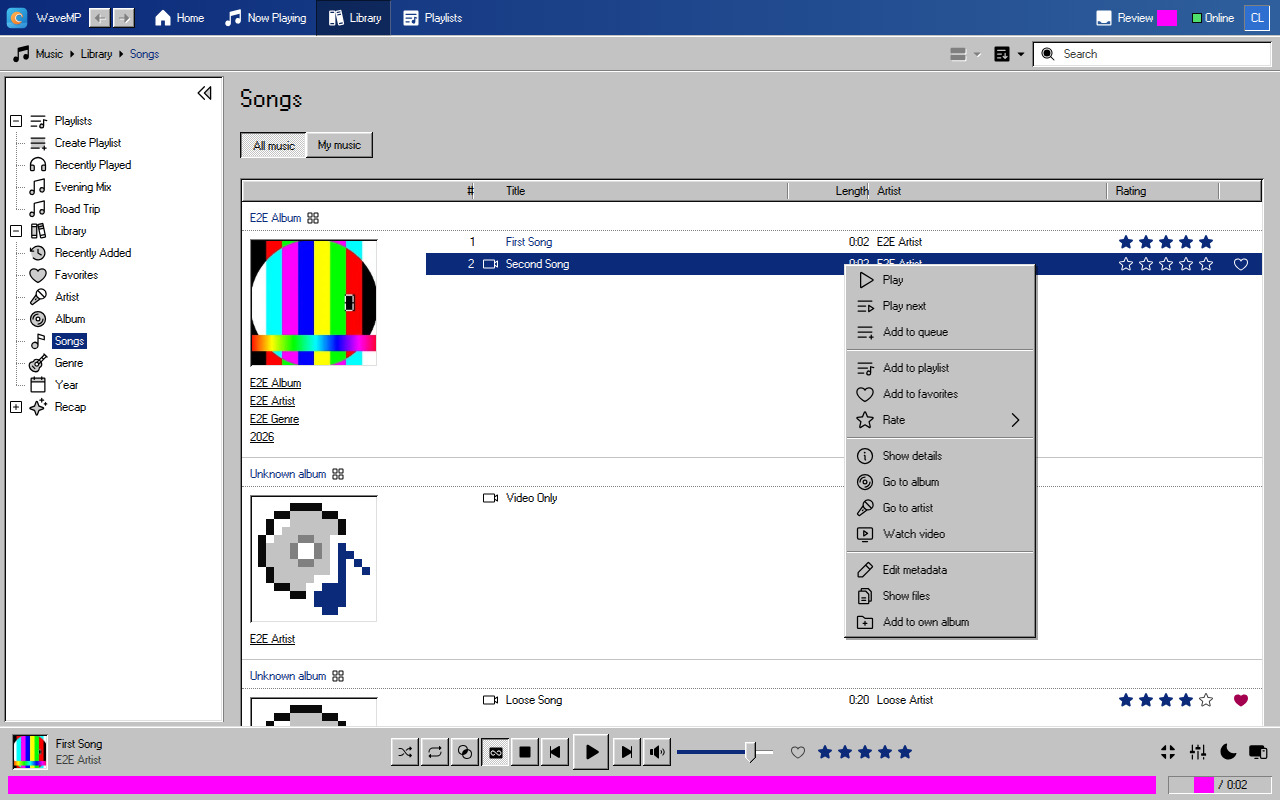 WaveMP
Home
Now Playing
Library
Playlists
Review
Online
CL
Music
Library
Songs
Search
Playlists
Create Playlist
Recently Played
Evening Mix
Road Trip
Library
Recently Added
Favorites
Artist
Album
Songs
Genre
Year
Recap
Songs
All music
My music
# Title Length Artist Rating
E2E Album
1 First Song 0:02 E2E Artist
2 Second Song 0:02 E2E Artist
E2E Album
E2E Artist
E2E Genre
2026
Unknown album
Video Only
E2E Artist
Unknown album
Loose Song 0:20 Loose Artist
Play
Play next
Add to queue
Add to playlist
Add to favorites
Rate
Show details
Go to album
Go to artist
Watch video
Edit metadata
Show files
Add to own album
First Song
E2E Artist
/ 0:02